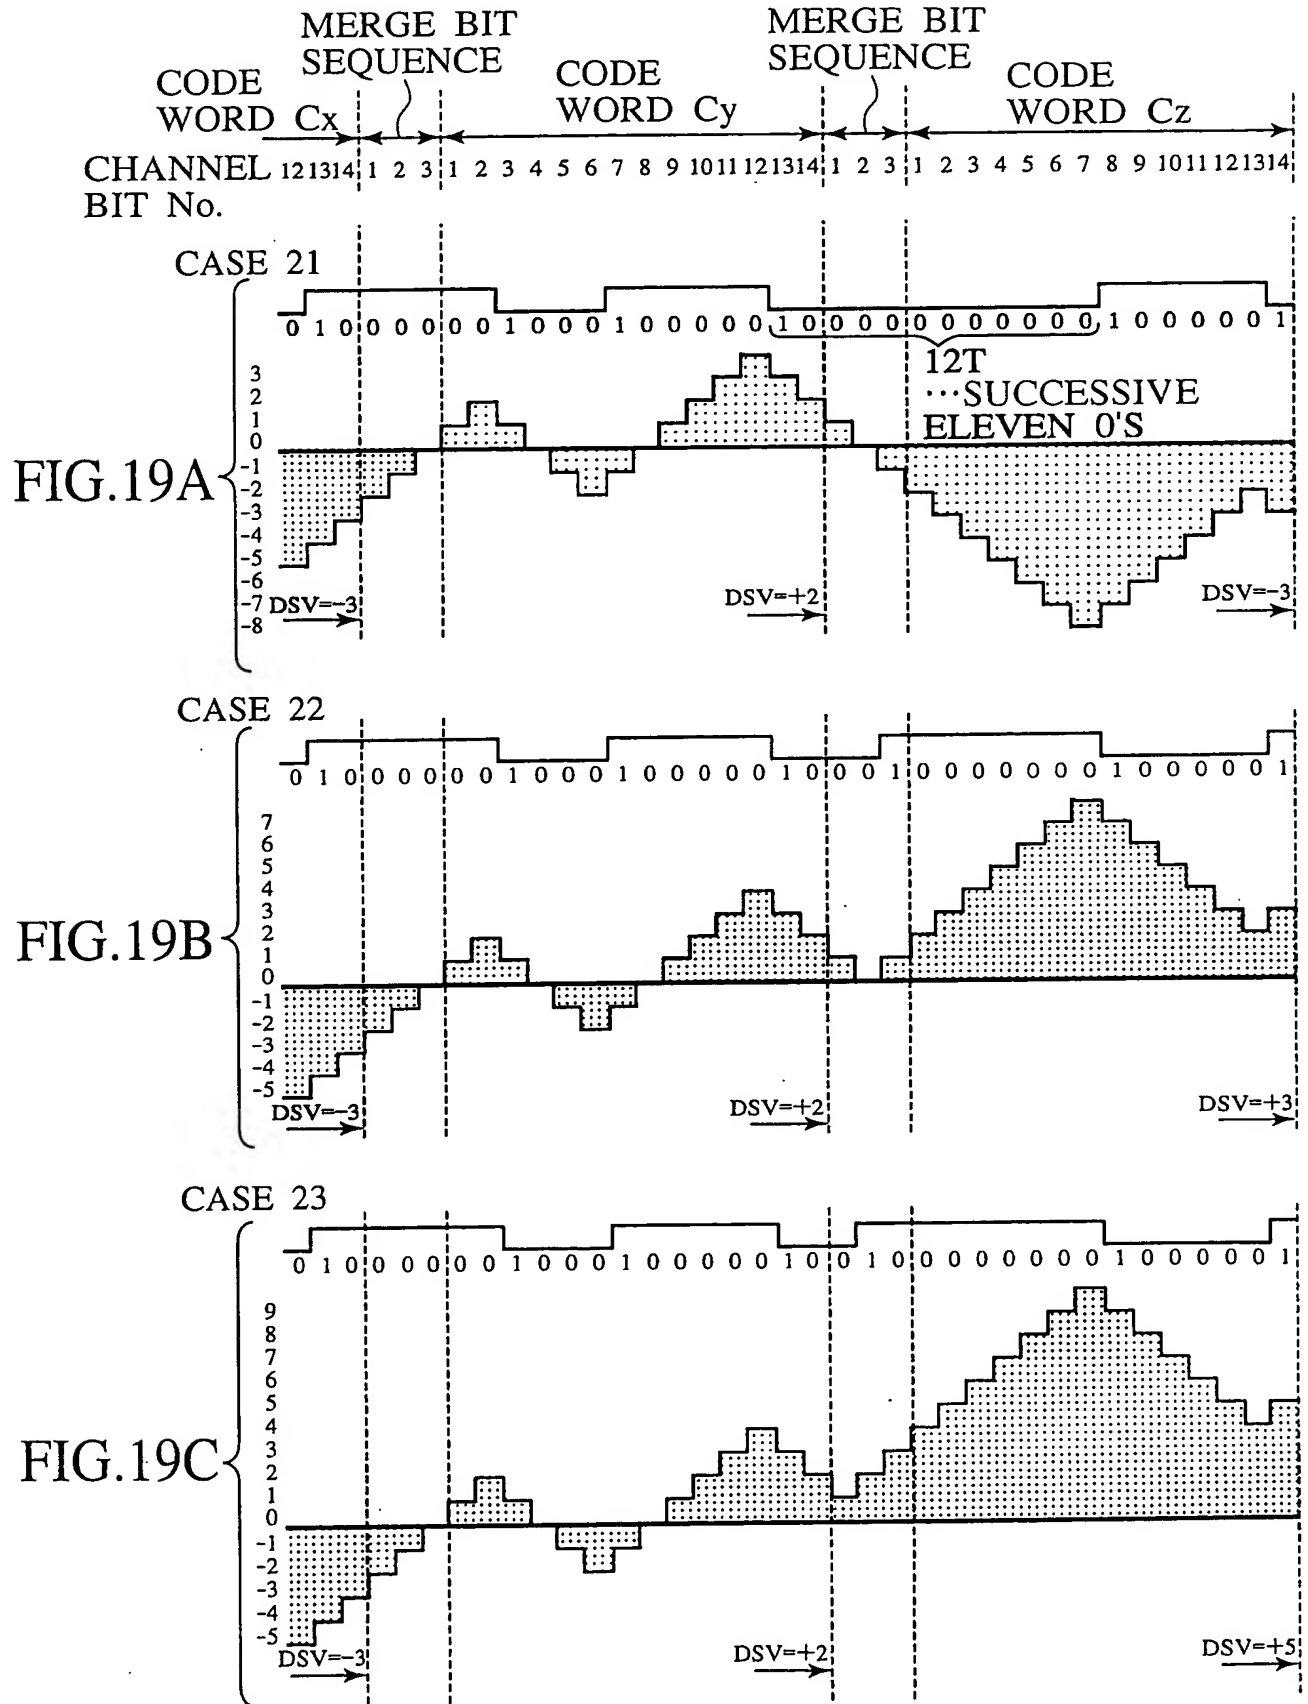 MERGE BIT
SEQUENCE
MERGE BIT
SEQUENCE
CODE
WORD Cx
CODE
WORD Cy
CODE
WORD Cz
CHANNEL 12 13 14 1 2 3 1 2 3 4 5 6 7 8 9 10 11 12 13 14 1 2 3 1 2 3 4 5 6 7 8 9 10 11 12 13 14
BIT No.
CASE 21
0 1 0 0 0 0 0 0 1 0 0 0 1 0 0 0 0 0 1 0 0 0 0 0 0 0 0 0 0 0 1 0 0 0 0 0 1
12T
···SUCCESSIVE
ELEVEN 0'S
3
2
1
0
-1
-2
-3
-4
-5
-6
-7
-8
FIG.19A
DSV=-3
DSV=+2
DSV=-3
CASE 22
0 1 0 0 0 0 0 0 1 0 0 0 1 0 0 0 0 0 1 0 0 0 1 0 0 0 0 0 0 0 1 0 0 0 0 0 1
7
6
5
4
3
2
1
0
-1
-2
-3
-4
-5
FIG.19B
DSV=-3
DSV=+2
DSV=+3
CASE 23
0 1 0 0 0 0 0 0 1 0 0 0 1 0 0 0 0 0 1 0 0 1 0 0 0 0 0 0 0 0 1 0 0 0 0 0 1
9
8
7
6
5
4
3
2
1
0
-1
-2
-3
-4
-5
FIG.19C
DSV=-3
DSV=+2
DSV=+5